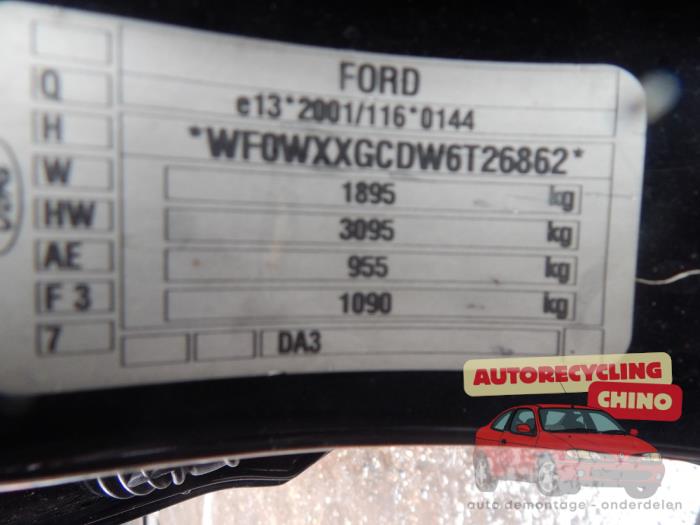 FORD
Q
e13*2001/116*0144
H
*WF0WXXGCDW6T26862*
W
1895 kg
HW
3095 kg
AE
955 kg
F 3
1090 kg
7
DA3
AUTORECYCLING
CHINO
auto demontage - onderdelen